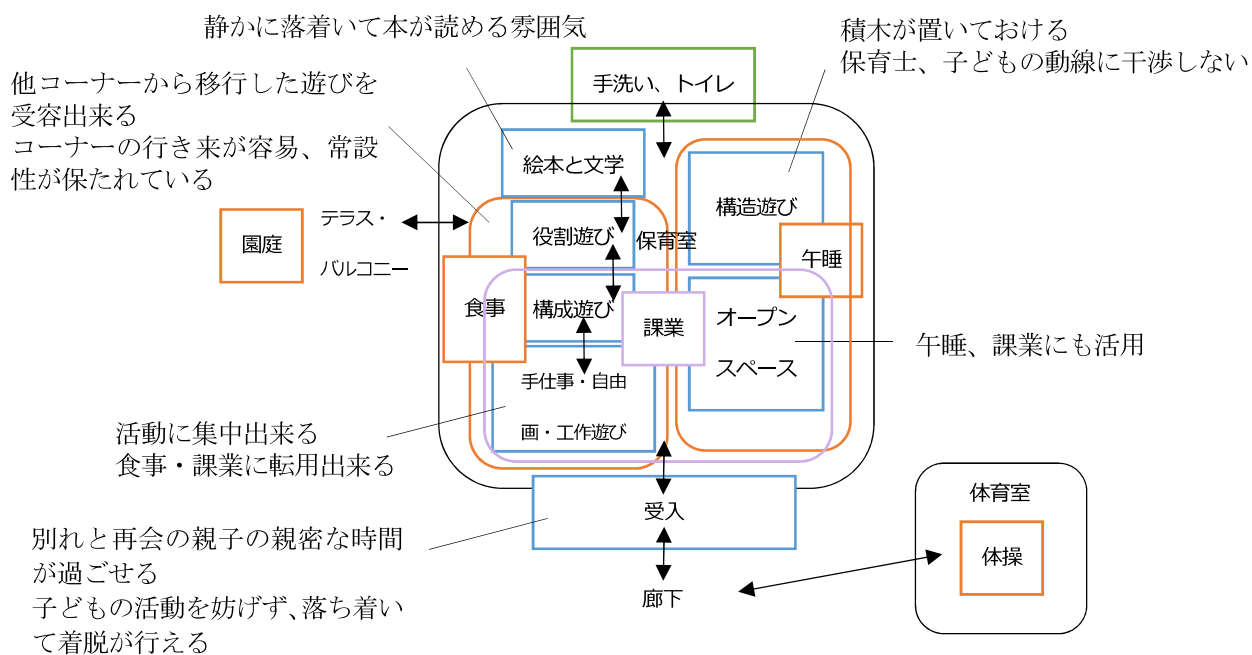 静かに落着いて本が読める雰囲気
積木が置いておける
保育士、子どもの動線に干渉しない
他コーナーから移行した遊びを
受容出来る
コーナーの行き来が容易、常設
性が保たれている
手洗い、トイレ
絵本と文学
構造遊び
園庭
テラス・
バルコニー
役割遊び
保育室
午睡
食事
構成遊び
課業
オープン
スペース
午睡、課業にも活用
手仕事・自由
画・工作遊び
活動に集中出来る
食事・課業に転用出来る
受入
廊下
体育室
体操
別れと再会の親子の親密な時間
が過ごせる
子どもの活動を妨げず、落ち着い
て着脱が行える